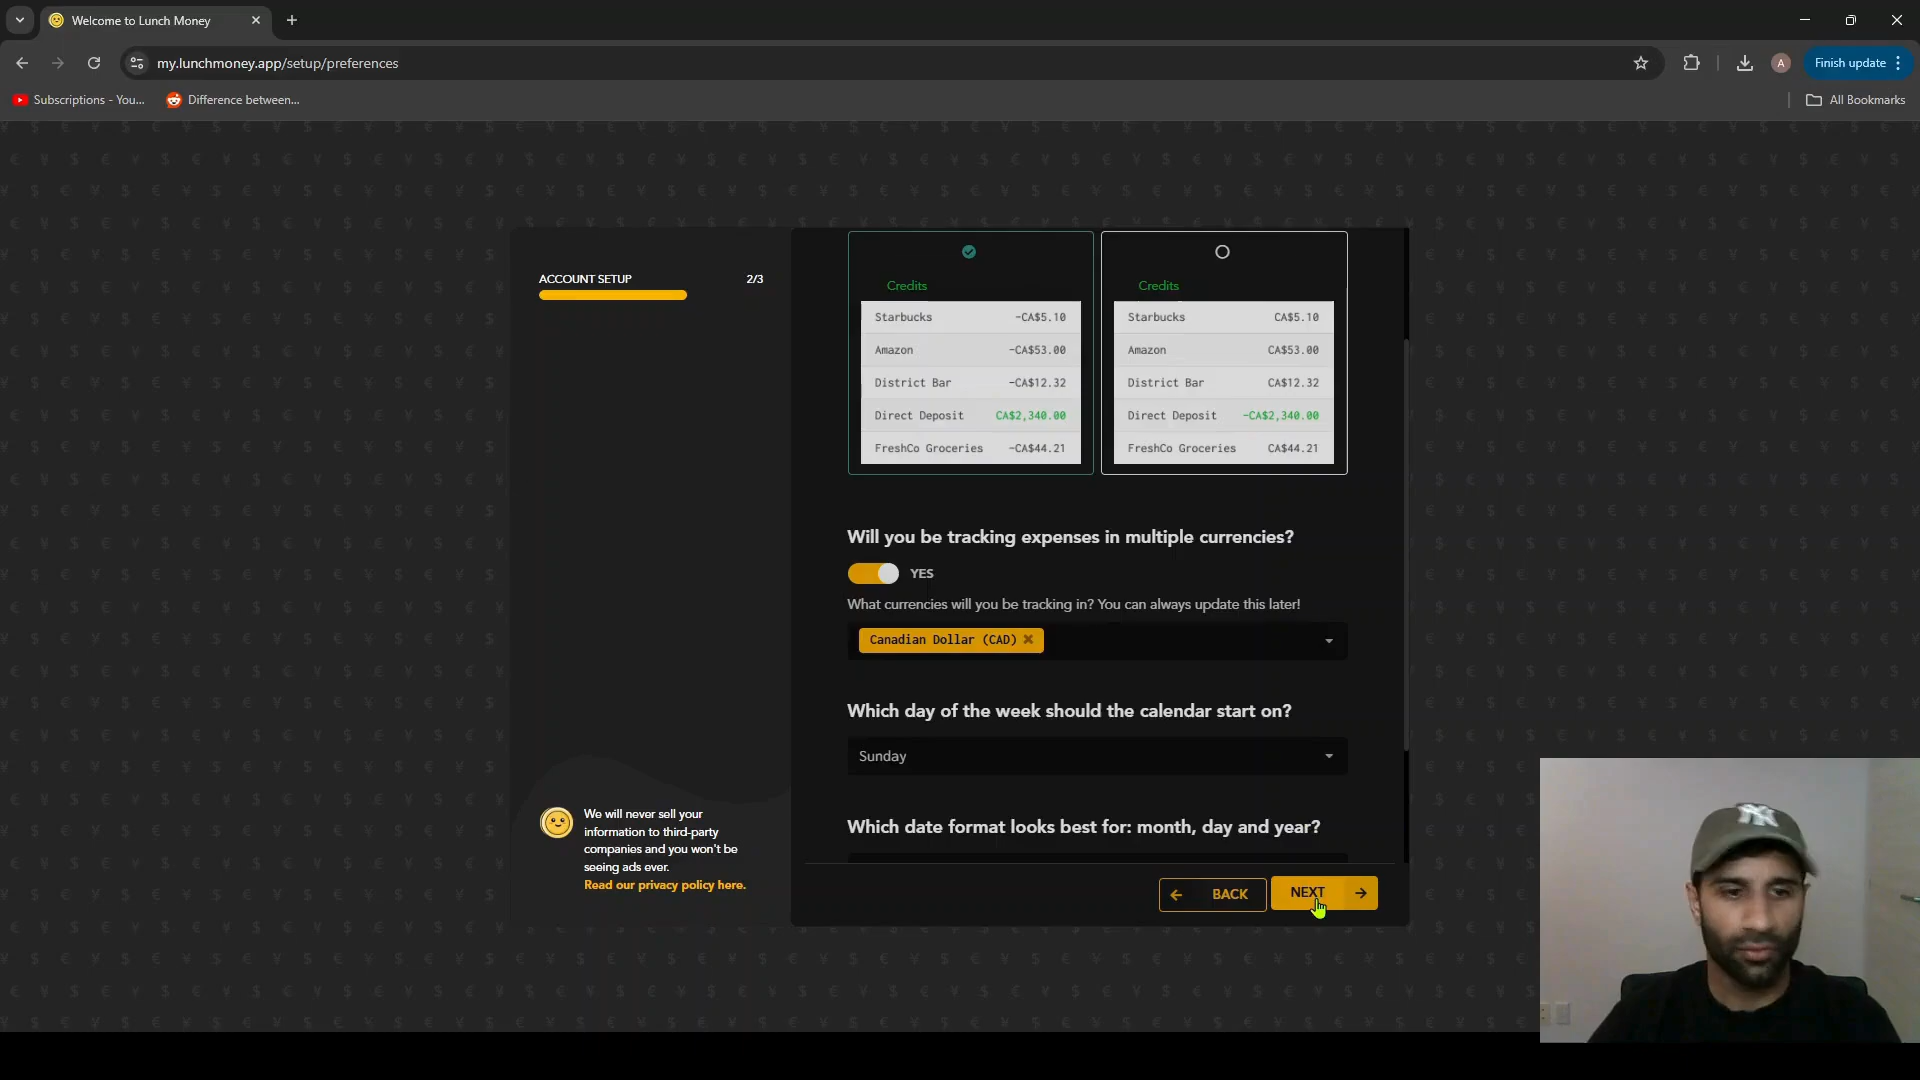 Welcome to Lunch Money
my.lunchmoney.app/setup/preferences
A
Finish update
Subscriptions - You...
Difference between...
All Bookmarks
ACCOUNT SETUP
2/3
Credits
Starbucks -CA$5.10
Amazon -CA$53.00
District Bar -CA$12.32
Direct Deposit CA$2,340.00
FreshCo Groceries -CA$44.21
Credits
Starbucks CA$5.10
Amazon CA$53.00
District Bar CA$12.32
Direct Deposit -CA$2,340.00
FreshCo Groceries CA$44.21
Will you be tracking expenses in multiple currencies?
YES
What currencies will you be tracking in? You can always update this later!
Canadian Dollar (CAD)
Which day of the week should the calendar start on?
Sunday
Which date format looks best for: month, day and year?
We will never sell your
information to third-party
companies and you won't be
seeing ads ever.
Read our privacy policy here.
BACK
NEXT